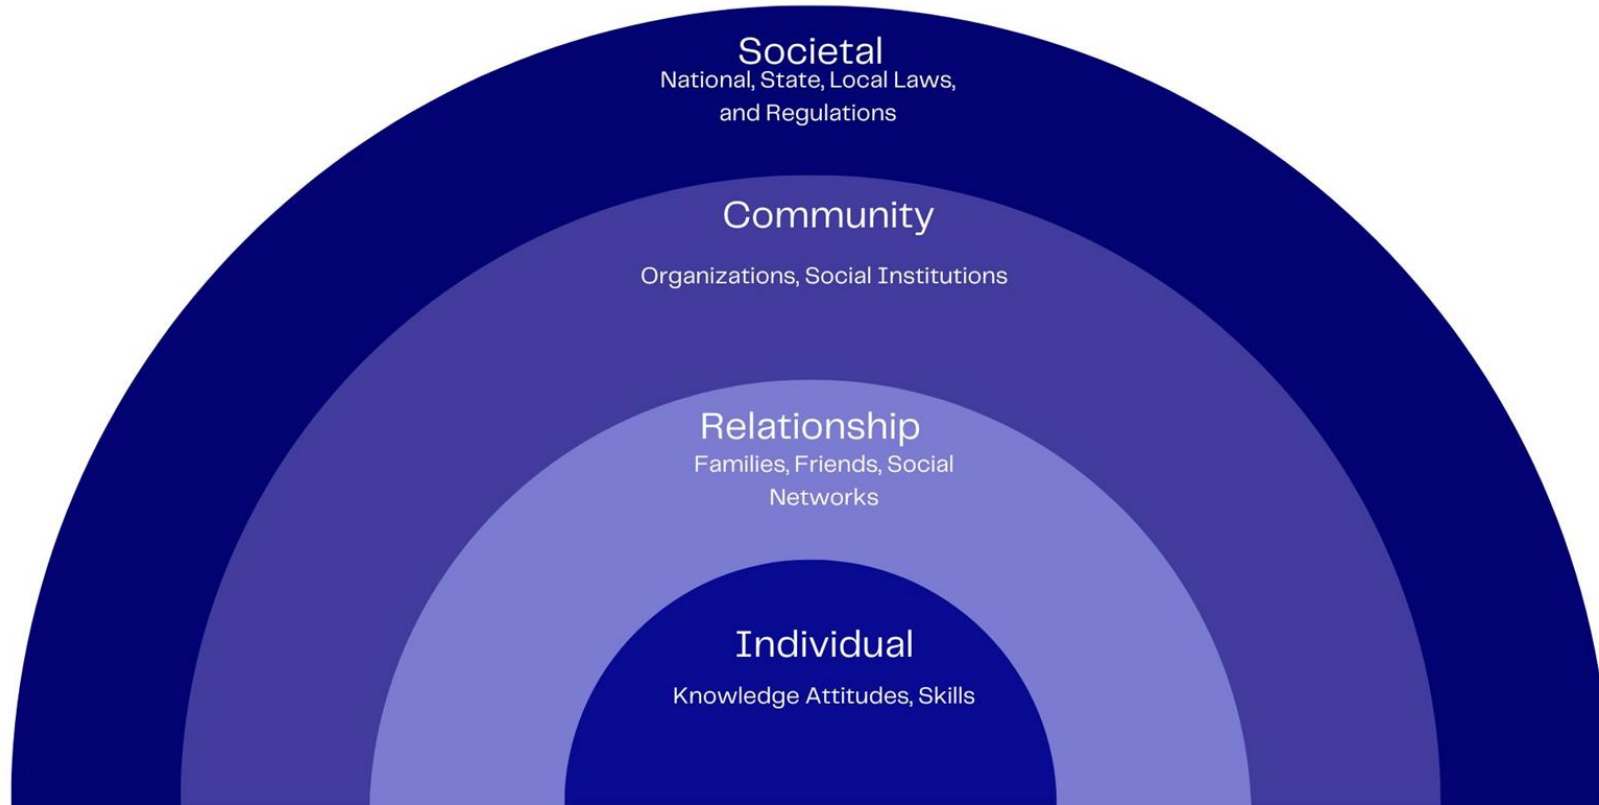 Societal
National, State, Local Laws,
and Regulations
Community
Organizations, Social Institutions
Relationship
Families, Friends, Social
Networks
Individual
Knowledge Attitudes, Skills